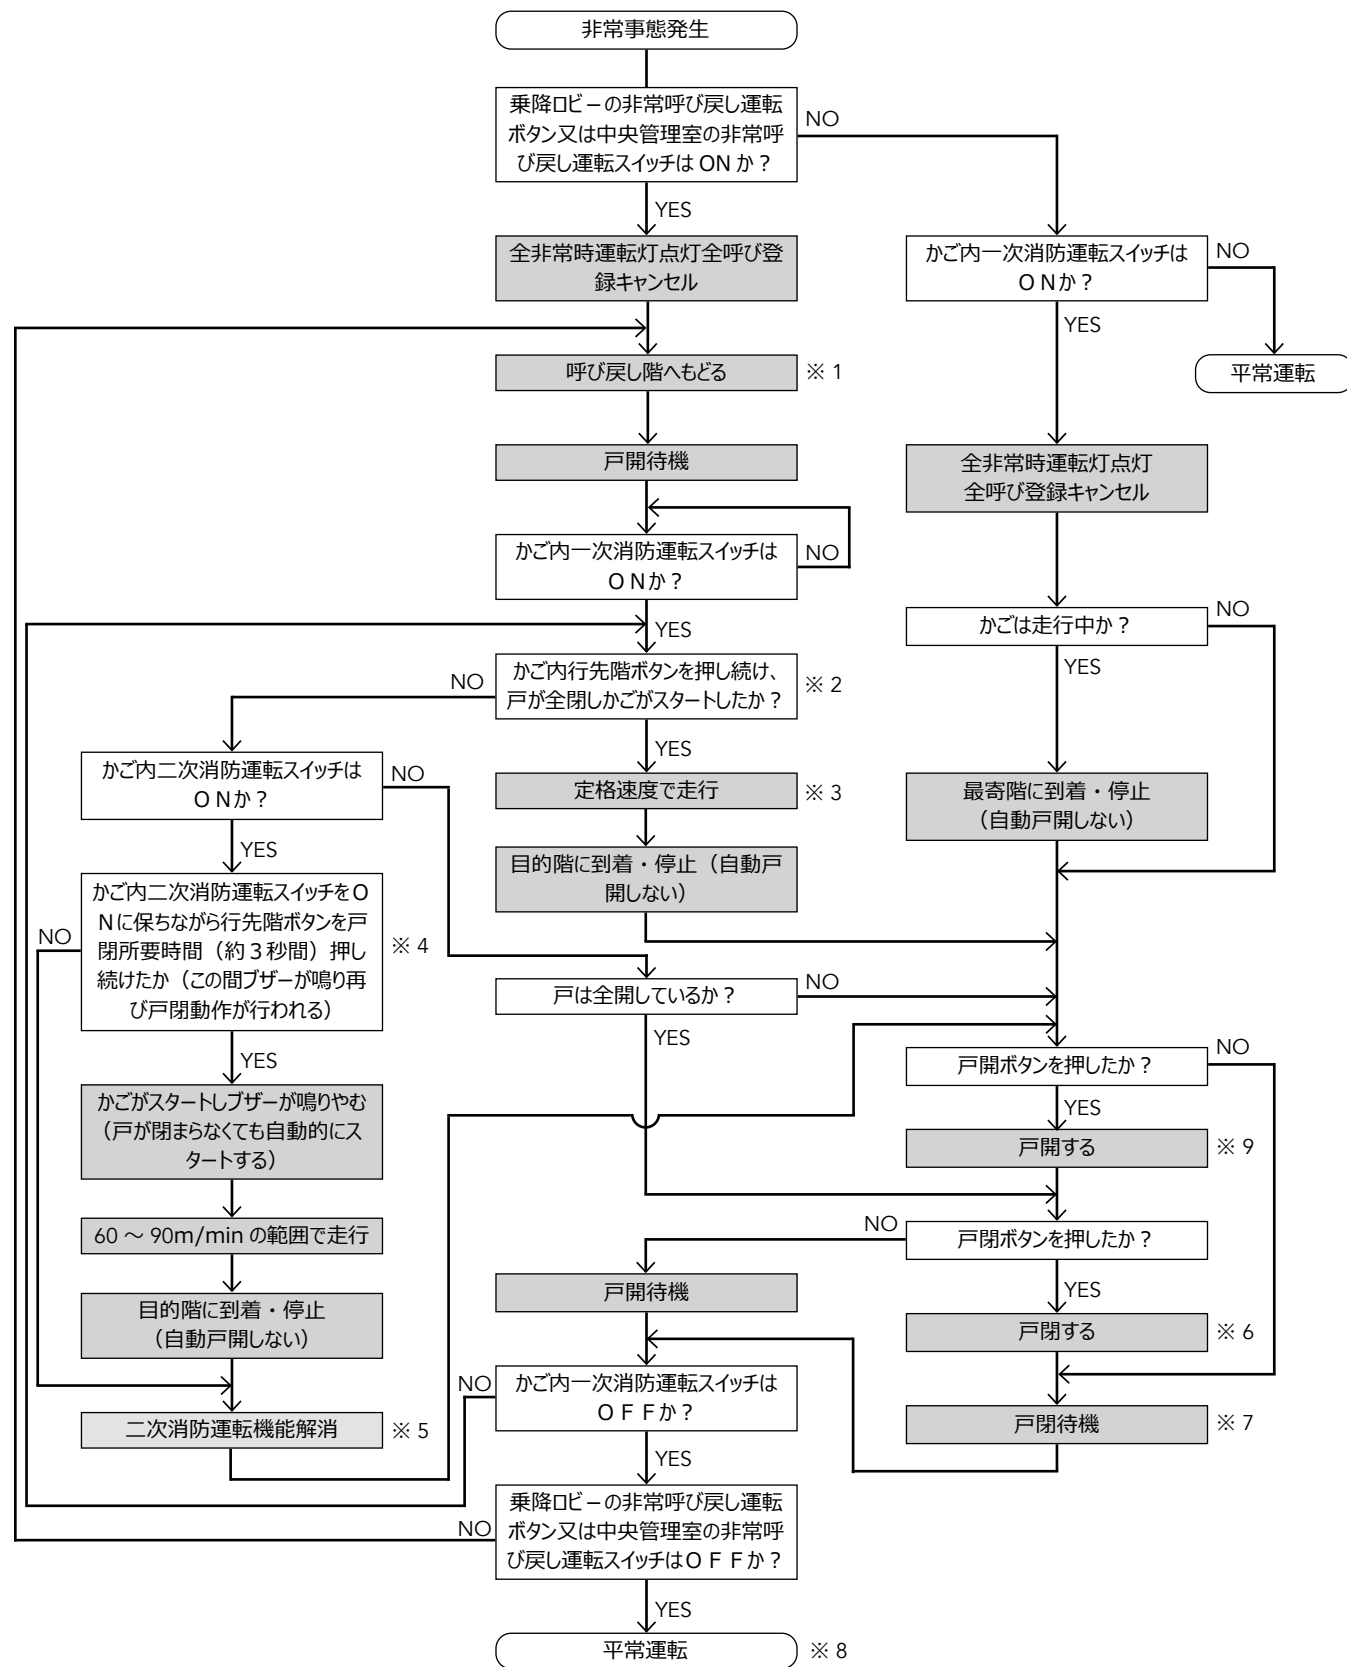 非常事態発生
乗降ロビーの非常呼び戻し運転
ボタン又は中央管理室の非常呼
び戻し運転スイッチは ON か？
NO
YES
全非常時運転灯点灯全呼び登
録キャンセル
かご内一次消防運転スイッチは
ＯＮか？
NO
YES
平常運転
呼び戻し階へもどる
※ 1
戸開待機
全非常時運転灯点灯
全呼び登録キャンセル
かご内一次消防運転スイッチは
ＯＮか？
NO
YES
かごは走行中か？
NO
YES
かご内行先階ボタンを押し続け、
戸が全閉しかごがスタートしたか？
※ 2
NO
YES
かご内二次消防運転スイッチは
ＯＮか？
NO
YES
定格速度で走行
※ 3
最寄階に到着・停止
（自動戸開しない）
目的階に到着・停止（自動戸
開しない）
かご内二次消防運転スイッチをＯ
Ｎに保ちながら行先階ボタンを戸
閉所要時間（約３秒間）押し
続けたか（この間ブザーが鳴り再
び戸閉動作が行われる）
NO
※ 4
YES
戸は全開しているか？
NO
YES
戸開ボタンを押したか？
NO
YES
かごがスタートしブザーが鳴りやむ
（戸が閉まらなくても自動的にス
タートする）
戸開する
※ 9
60 ～ 90m/min の範囲で走行
戸閉ボタンを押したか？
NO
YES
戸開待機
目的階に到着・停止
（自動戸開しない）
戸閉する
※ 6
かご内一次消防運転スイッチは
ＯＦＦか？
NO
YES
二次消防運転機能解消
※ 5
戸閉待機
※ 7
乗降ロビーの非常呼び戻し運転
ボタン又は中央管理室の非常呼
び戻し運転スイッチはＯＦＦか？
NO
YES
平常運転
※ 8